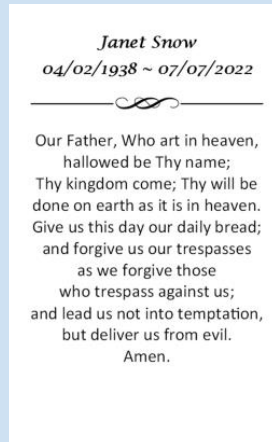 Janet Snow
04/02/1938 ~ 07/07/2022
Our Father, Who art in heaven,
hallowed be Thy name;
Thy kingdom come; Thy will be
done on earth as it is in heaven.
Give us this day our daily bread;
and forgive us our trespasses
as we forgive those
who trespass against us;
and lead us not into temptation,
but deliver us from evil.
Amen.